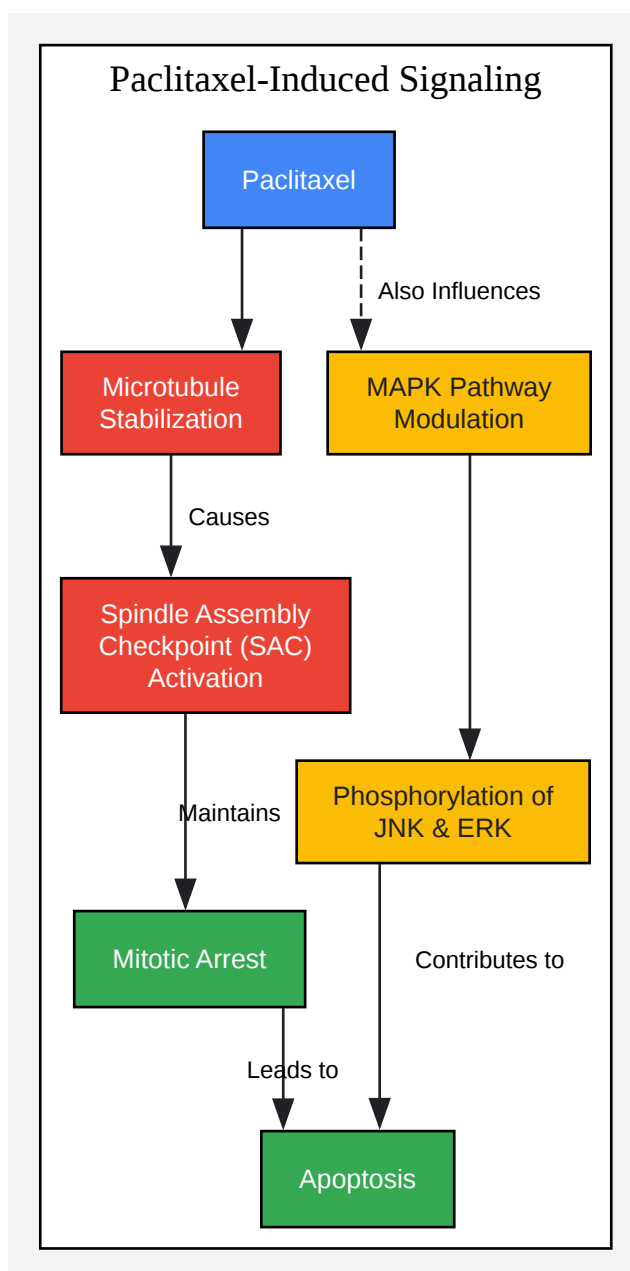 Paclitaxel-Induced Signaling
Paclitaxel
Also Influences
Microtubule
Stabilization
MAPK Pathway
Modulation
Causes
Spindle Assembly
Checkpoint (SAC)
Activation
Phosphorylation of
JNK & ERK
Maintains
Mitotic Arrest
Contributes to
Leads to
Apoptosis